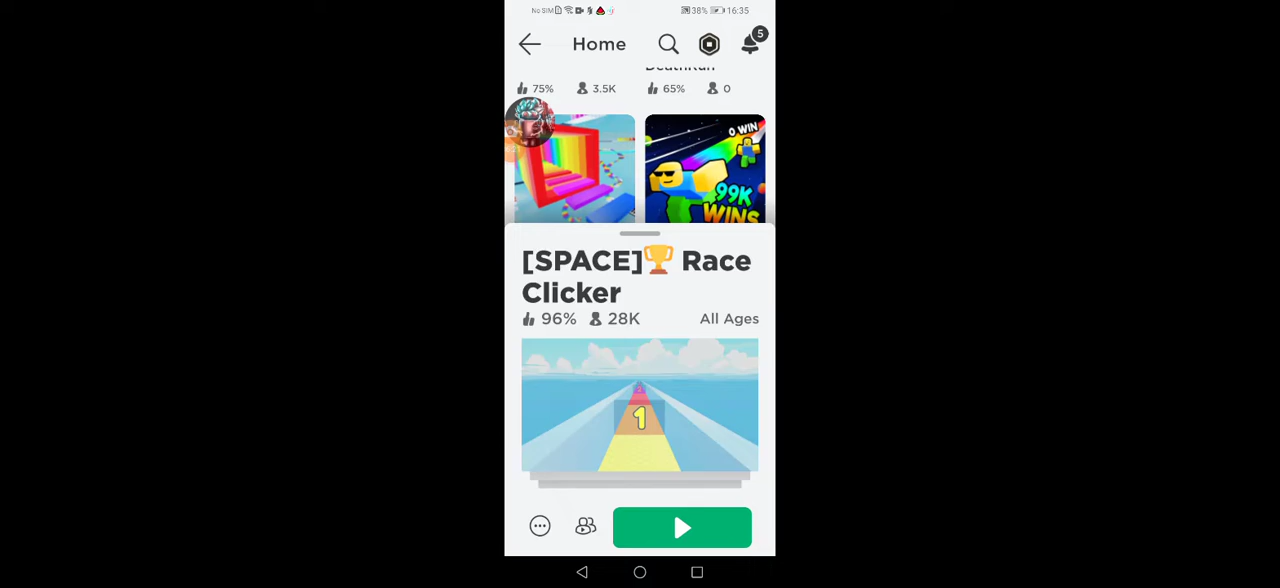 No SIM 38% 16:35
Home 5
75% 3.5K 65% 0
0 WIN
99K
WINS
[SPACE]🏆 Race
Clicker
96% 28K All Ages
2
1